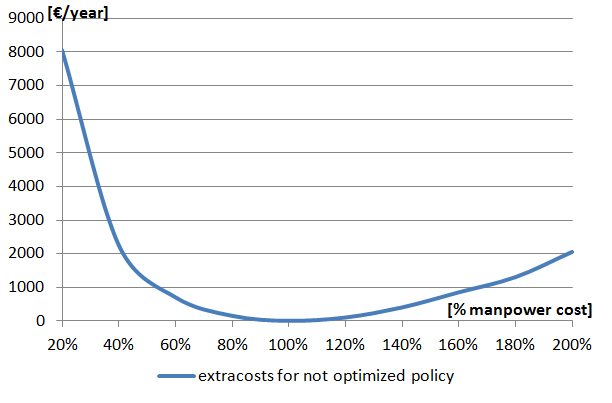 9000 [€/year]
8000
7000
6000
5000
4000
3000
2000
1000
0
[% manpower cost]
20% 40% 60% 80% 100% 120% 140% 160% 180% 200%
extracosts for not optimized policy